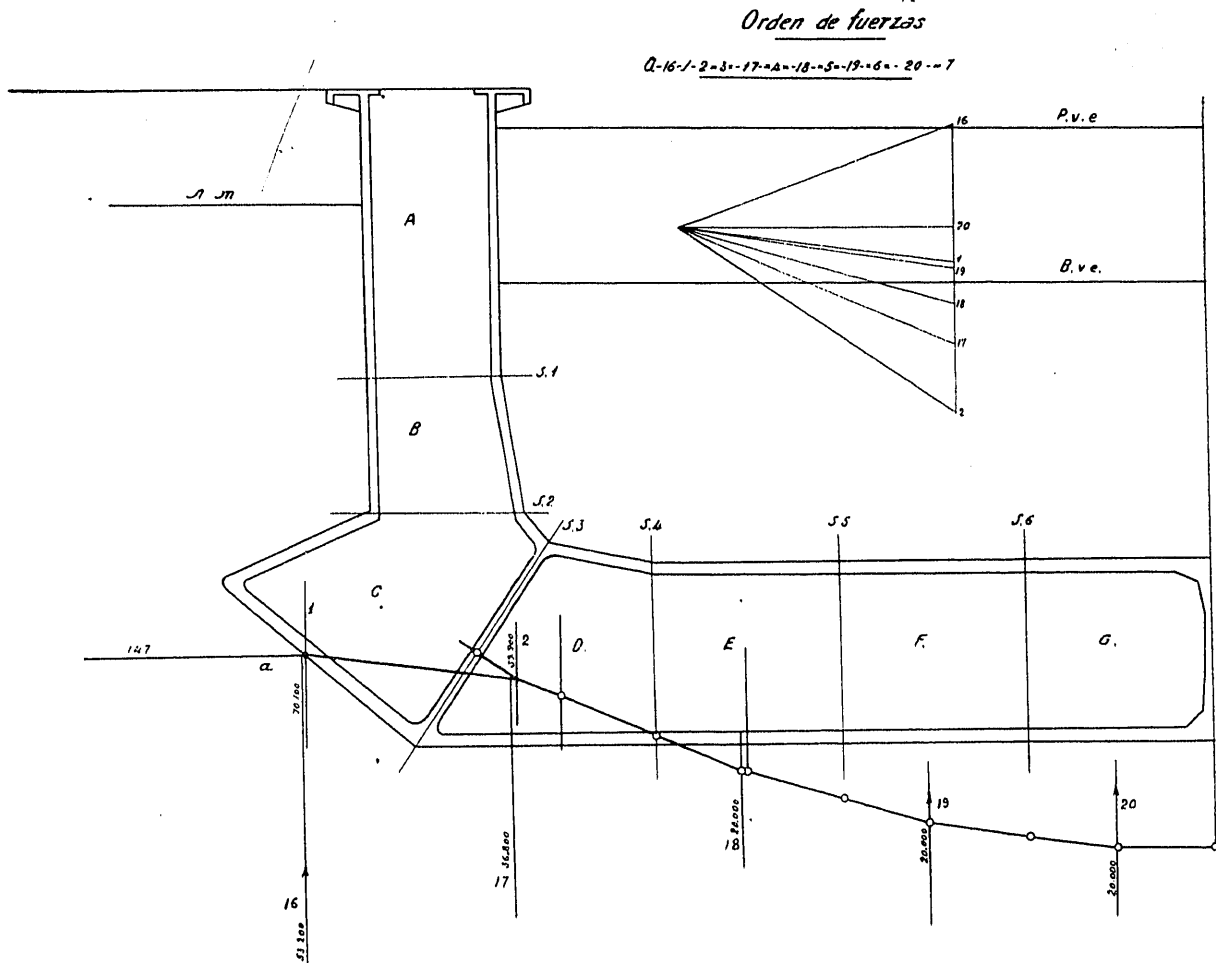 Orden de fuerzas
a-16-1-2=3=-17-=4=-18-=5=-19-=6=-20-=7
16
P.v.e
n m
A
20
1
19
B.v.e.
18
17
2
S.1
B
S.2
S.3
S.4
S.5
S.6
C
1
2
53.900
D.
E
F.
G.
147
a
70.100
19
20
20.000
18
20.000
20.000
36.800
17
16
53.200